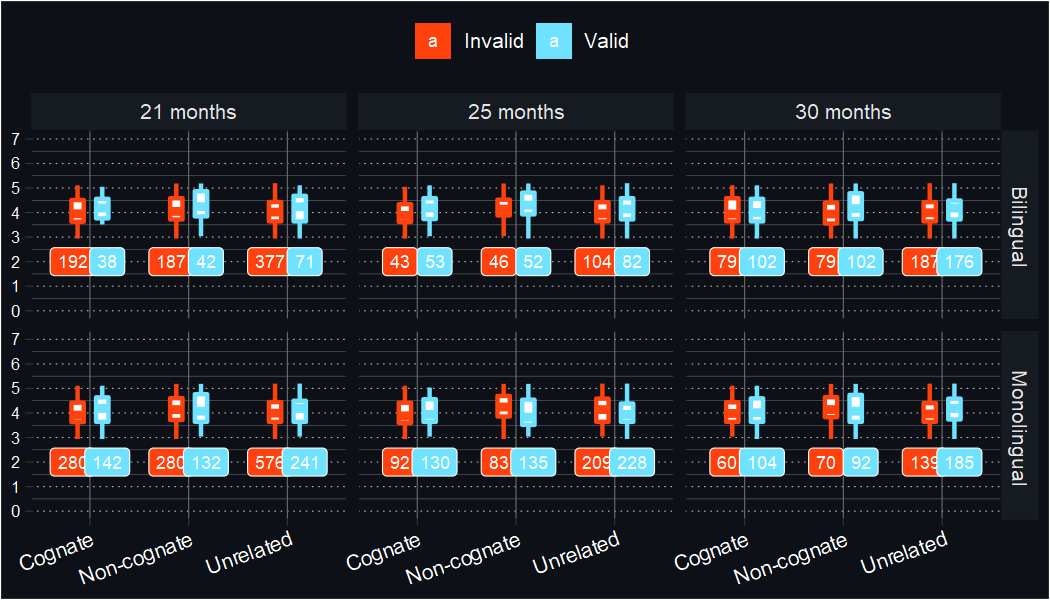 a Invalid a Valid
21 months 25 months 30 months
7
6
5
4
3
192 38 187 42 377 71 43 53 46 52 104 82 79 102 79 102 187 176
2
1
0
Bilingual
7
6
5
4
3
280 142 280 132 576 241 92 130 83 135 209 228 60 104 70 92 139 185
2
1
0
Monolingual
Cognate Non-cognate Unrelated Cognate Non-cognate Unrelated Cognate Non-cognate Unrelated